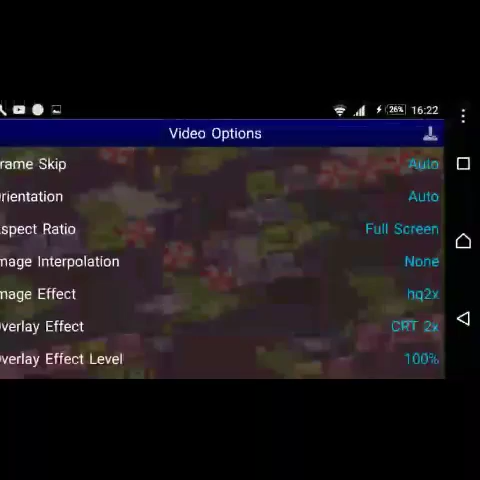 26% 16:22
Video Options
rame Skip Auto
rientation Auto
spect Ratio Full Screen
mage Interpolation None
mage Effect hq2x
verlay Effect CRT 2x
verlay Effect Level 100%